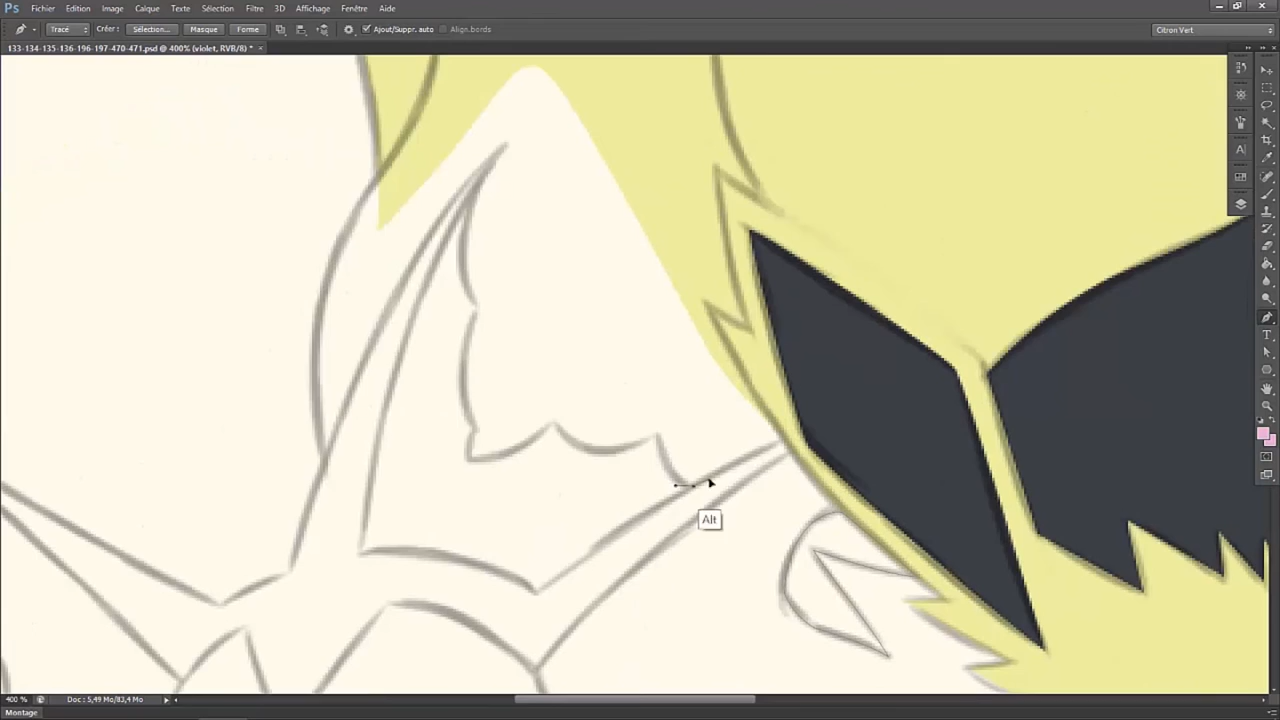 Ps Fichier Edition Image Calque Texte Sélection Filtre 3D Affichage Fenêtre Aide
Tracé Créer : Sélection... Masque Forme Ajout/Suppr. auto Align.bords Citron Vert
133-134-135-136-196-197-470-471.psd @ 400% (violet, RVB/8) * ×
Alt
400 % Doc : 5,49 Mo/83,4 Mo
Montage